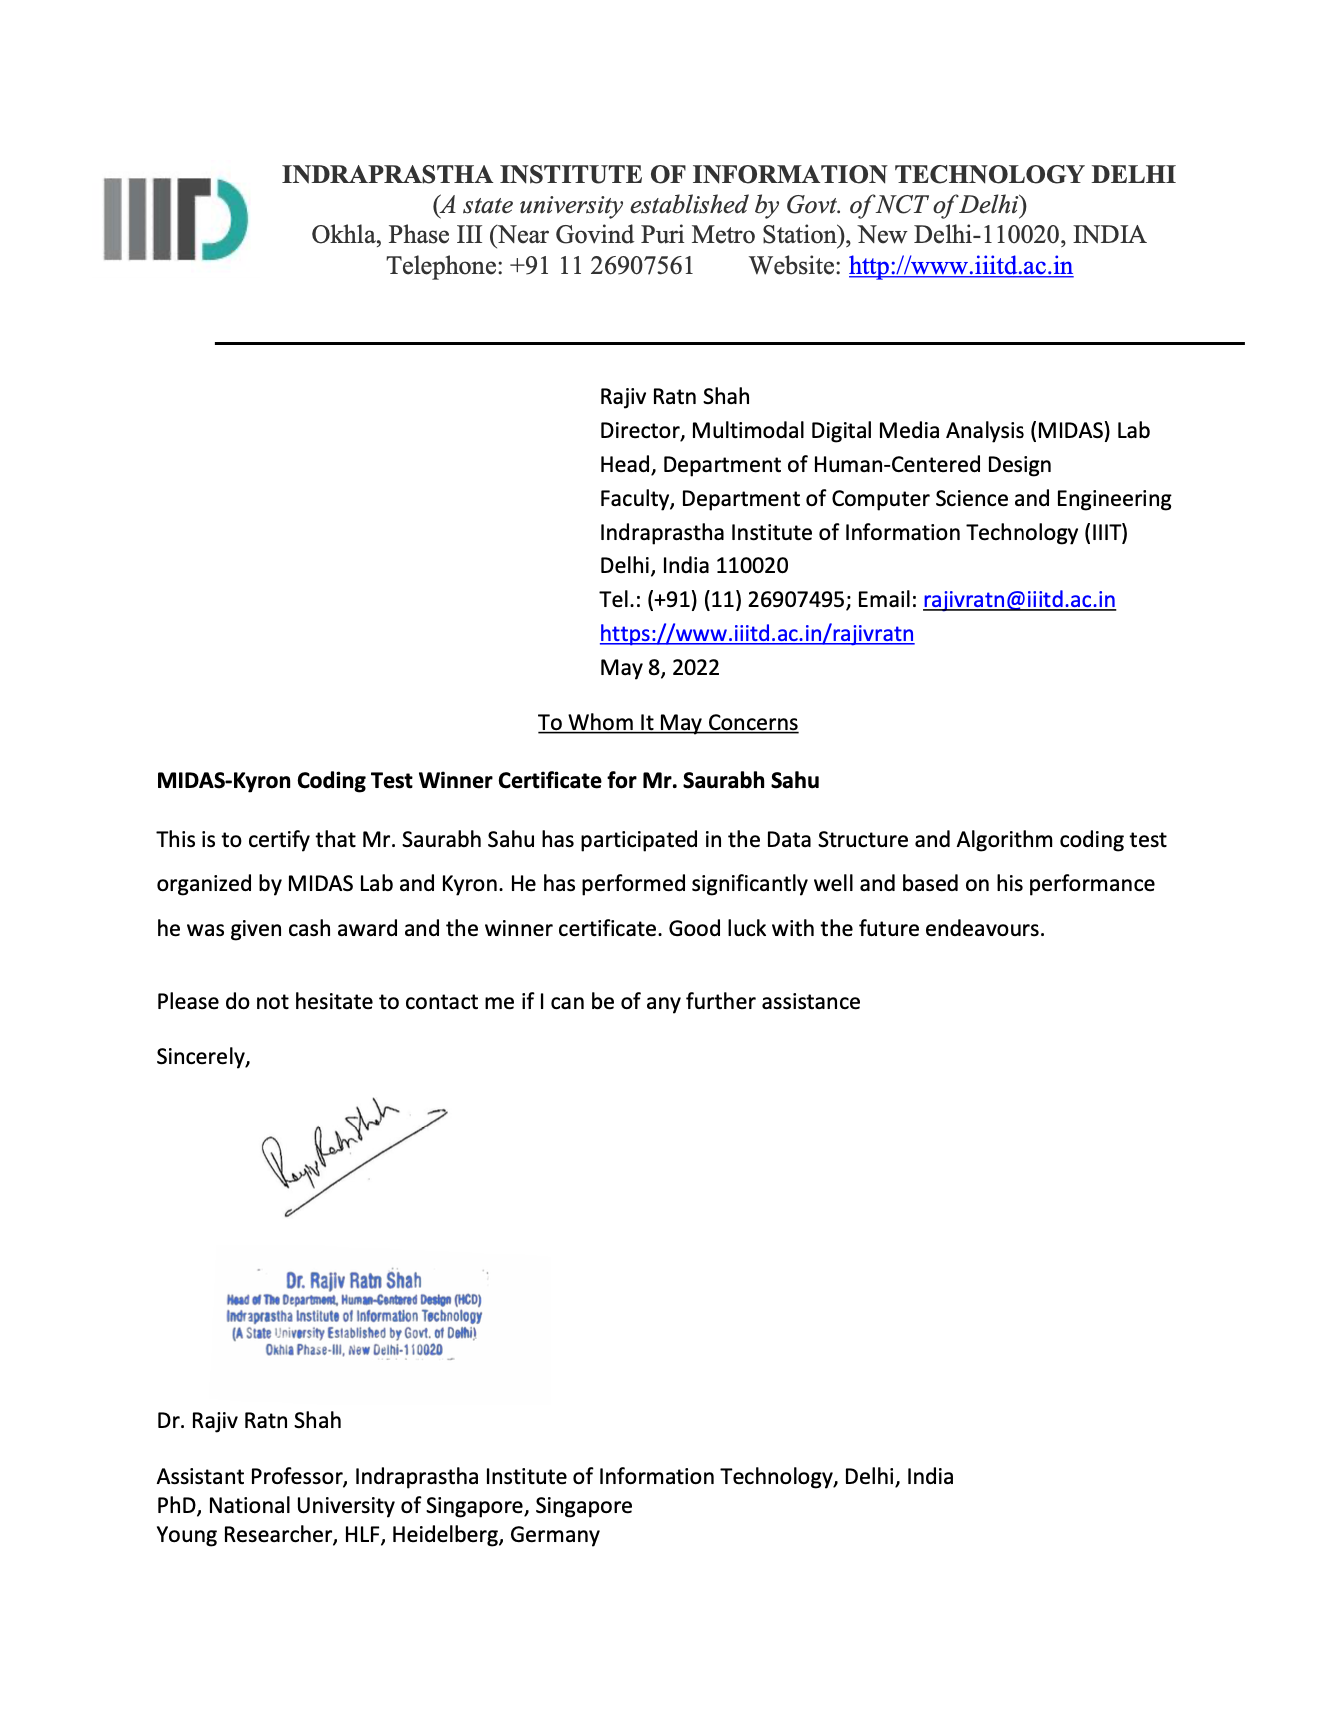 IIITD
INDRAPRASTHA INSTITUTE OF INFORMATION TECHNOLOGY DELHI
(A state university established by Govt. of NCT of Delhi)
Okhla, Phase III (Near Govind Puri Metro Station), New Delhi-110020, INDIA
Telephone: +91 11 26907561 Website: http://www.iiitd.ac.in
Rajiv Ratn Shah
Director, Multimodal Digital Media Analysis (MIDAS) Lab
Head, Department of Human-Centered Design
Faculty, Department of Computer Science and Engineering
Indraprastha Institute of Information Technology (IIIT)
Delhi, India 110020
Tel.: (+91) (11) 26907495; Email: rajivratn@iiitd.ac.in
https://www.iiitd.ac.in/rajivratn
May 8, 2022
To Whom It May Concerns
MIDAS-Kyron Coding Test Winner Certificate for Mr. Saurabh Sahu
This is to certify that Mr. Saurabh Sahu has participated in the Data Structure and Algorithm coding test
organized by MIDAS Lab and Kyron. He has performed significantly well and based on his performance
he was given cash award and the winner certificate. Good luck with the future endeavours.
Please do not hesitate to contact me if I can be of any further assistance
Sincerely,
Rajiv Ratn Shah
Dr. Rajiv Ratn Shah
Head of The Department, Human-Centered Design (HCD)
Indraprastha Institute of Information Technology
(A State University Established by Govt. of Delhi)
Okhla Phase-III, New Delhi-110020
Dr. Rajiv Ratn Shah
Assistant Professor, Indraprastha Institute of Information Technology, Delhi, India
PhD, National University of Singapore, Singapore
Young Researcher, HLF, Heidelberg, Germany